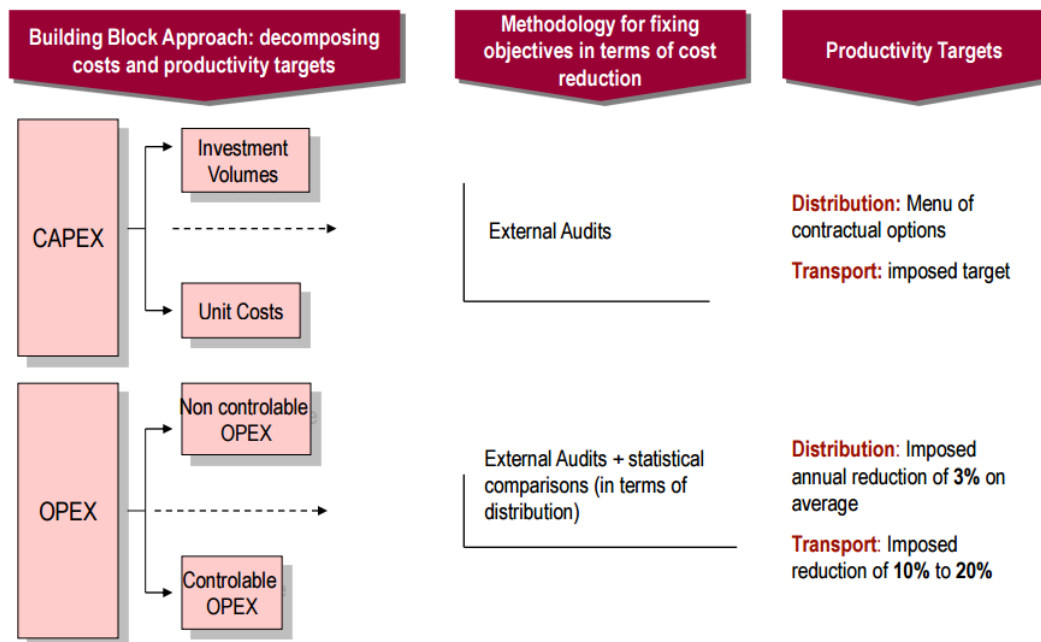 Building Block Approach: decomposing
costs and productivity targets
Methodology for fixing
objectives in terms of cost
reduction
Productivity Targets
CAPEX
Investment
Volumes
Unit Costs
External Audits
Distribution: Menu of
contractual options
Transport: imposed target
OPEX
Non controlable
OPEX
Controlable
OPEX
External Audits + statistical
comparisons (in terms of
distribution)
Distribution: Imposed
annual reduction of 3% on
average
Transport: Imposed
reduction of 10% to 20%